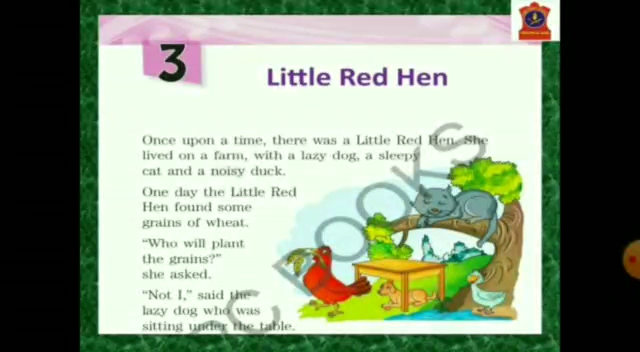 3
Little Red Hen
Once upon a time, there was a Little Red Hen. She
lived on a farm, with a lazy dog, a sleepy
cat and a noisy duck.
One day the Little Red
Hen found some
grains of wheat.
"Who will plant
the grains?"
she asked.
"Not I," said the
lazy dog who was
sitting under the table.